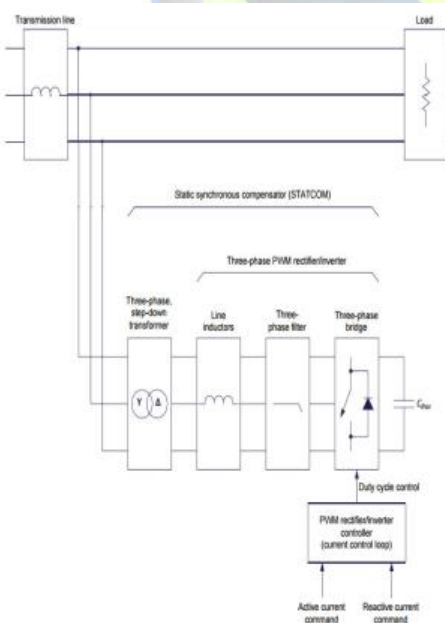 Transmission line
Load
Static synchronous compensator (STATCOM)
Three-phase PWM rectifier/inverter
Three-phase,
step-down
transformer
Line
inductors
Three-
phase filter
Three-phase
bridge
Y Δ
Duty cycle control
PWM rectifier/inverter
controller
(current control loop)
Active current
command
Reactive current
command